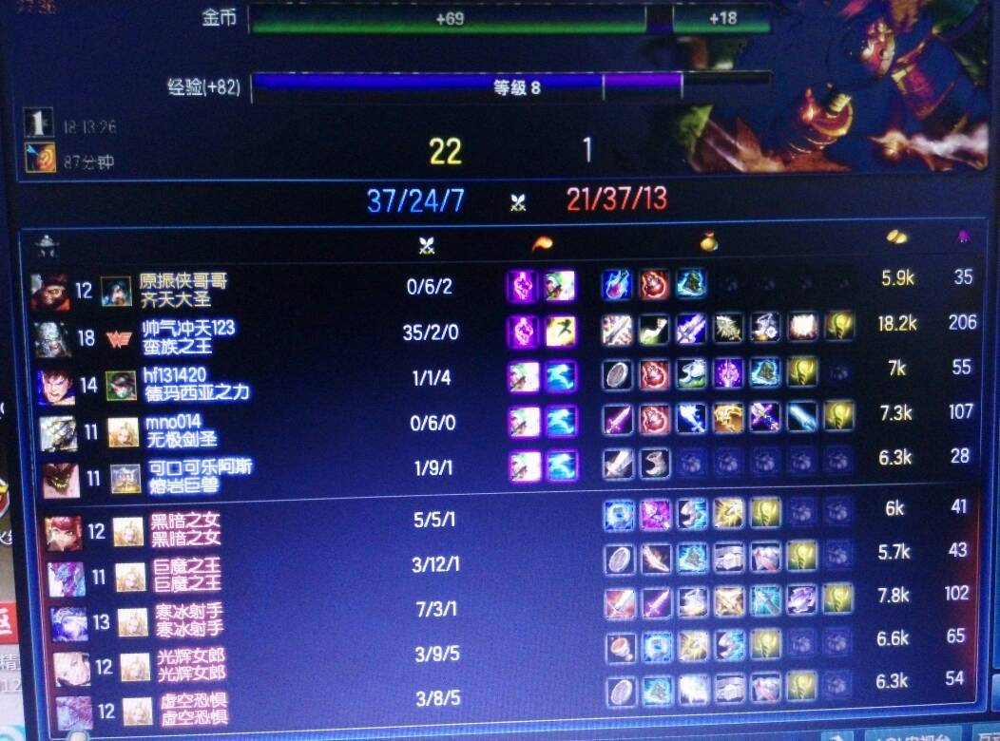 27:36
金币 +69 +18
经验(+82) 等级 8
1 18:13:26
87分钟
22 1
37/24/7 21/37/13
12 原振侠哥哥 0/6/2 5.9k 35
齐天大圣
18 帅气冲天123 35/2/0 18.2k 206
蛮族之王
14 hf131420 1/1/4 7k 55
德玛西亚之力
11 mno014 0/6/0 7.3k 107
无极剑圣
11 可口可乐阿斯 1/9/1 6.3k 28
熔岩巨兽
12 黑暗之女 5/5/1 6k 41
黑暗之女
11 巨魔之王 3/12/1 5.7k 43
巨魔之王
13 寒冰射手 7/3/1 7.8k 102
寒冰射手
12 光辉女郎 3/9/5 6.6k 65
光辉女郎
12 虚空恐惧 3/8/5 6.3k 54
虚空恐惧